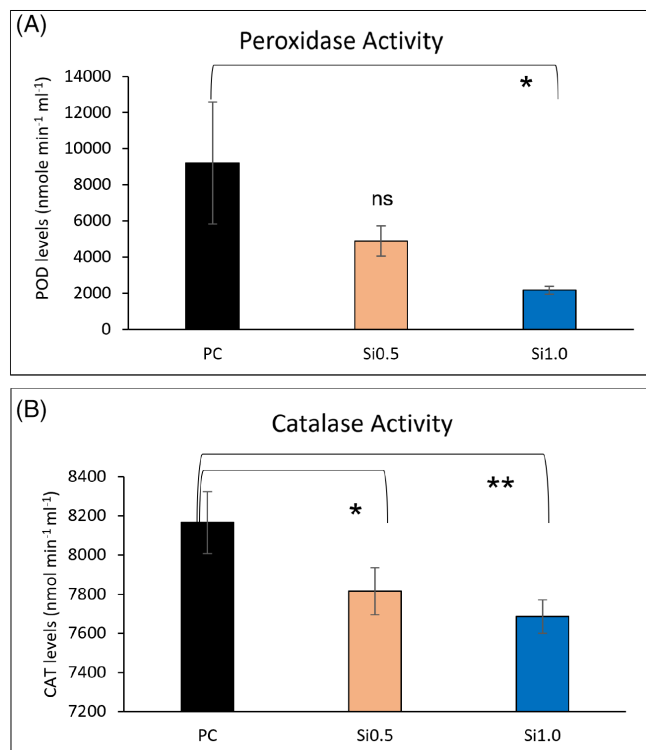 (A)
Peroxidase Activity
POD levels (nmole min⁻¹ ml⁻¹)
14000
12000
10000
8000
6000
4000
2000
0
*
ns
PC Si0.5 Si1.0
(B)
Catalase Activity
CAT levels (nmol min⁻¹ ml⁻¹)
8400
8200
8000
7800
7600
7400
7200
*
**
PC Si0.5 Si1.0